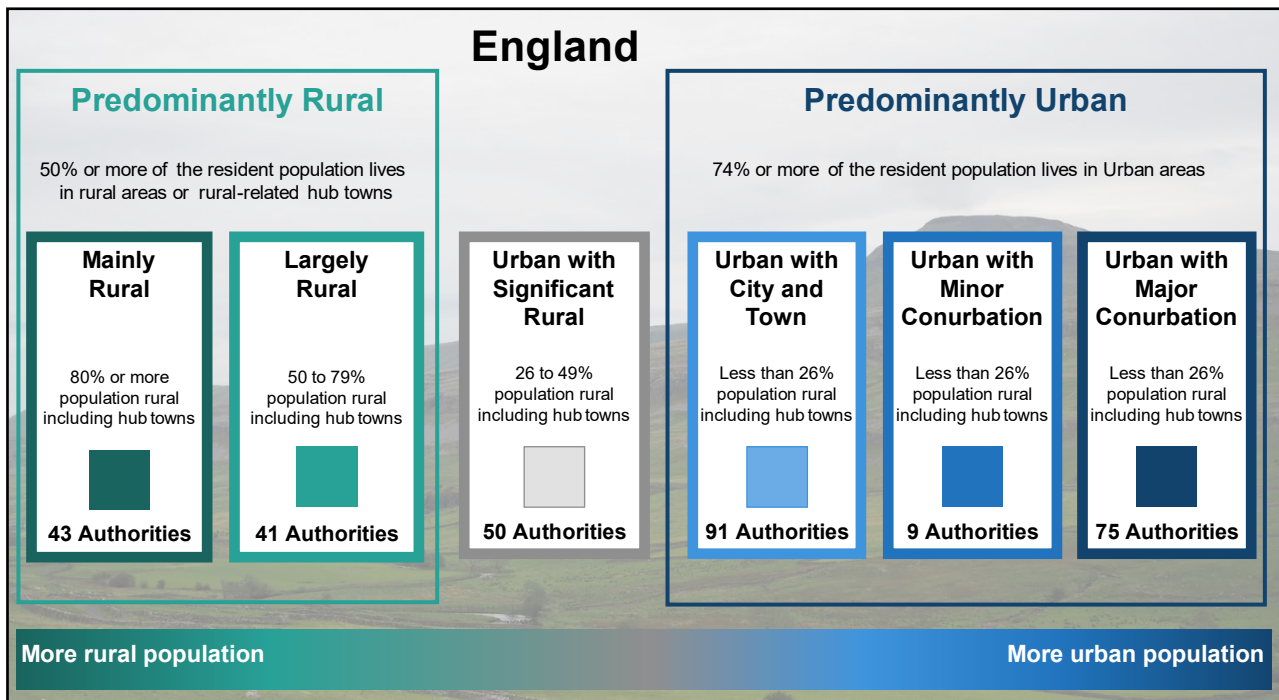 England
Predominantly Rural
50% or more of the resident population lives
in rural areas or rural-related hub towns
Mainly
Rural
80% or more
population rural
including hub towns
43 Authorities
Largely
Rural
50 to 79%
population rural
including hub towns
41 Authorities
Urban with
Significant
Rural
26 to 49%
population rural
including hub towns
50 Authorities
Predominantly Urban
74% or more of the resident population lives in Urban areas
Urban with
City and
Town
Less than 26%
population rural
including hub towns
91 Authorities
Urban with
Minor
Conurbation
Less than 26%
population rural
including hub towns
9 Authorities
Urban with
Major
Conurbation
Less than 26%
population rural
including hub towns
75 Authorities
More rural population
More urban population